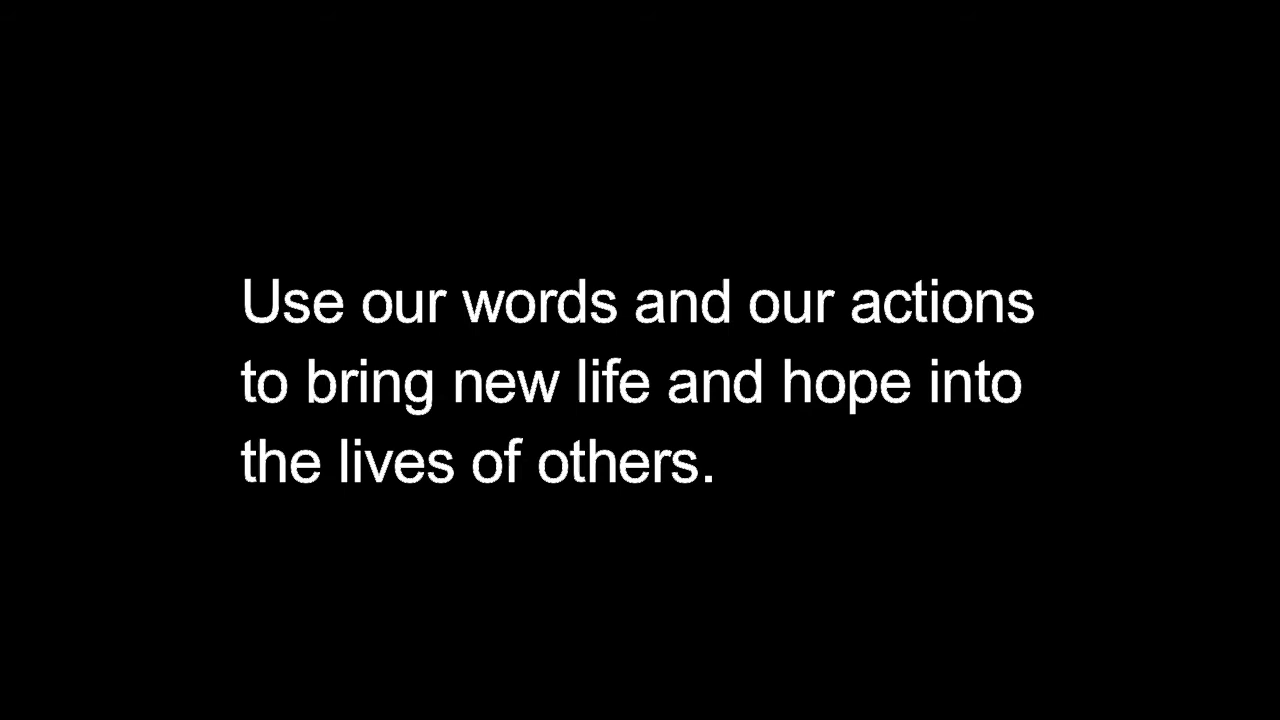 Use our words and our actions
to bring new life and hope into
the lives of others.